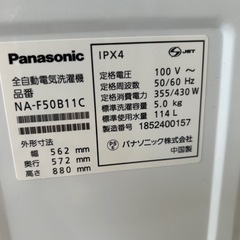 Panasonic
全自動電気洗濯機
品番
NA-F50B11C
外形寸法
幅 562 mm
奥行 572 mm
高さ 880 mm
IPX4
JET
定格電圧 100 V~
定格周波数 50/60 Hz
定格消費電力 355/430 W
標準洗濯容量 5.0 kg
標準水量 114 L
製造番号 1852400157
パナソニック株式会社
中国製